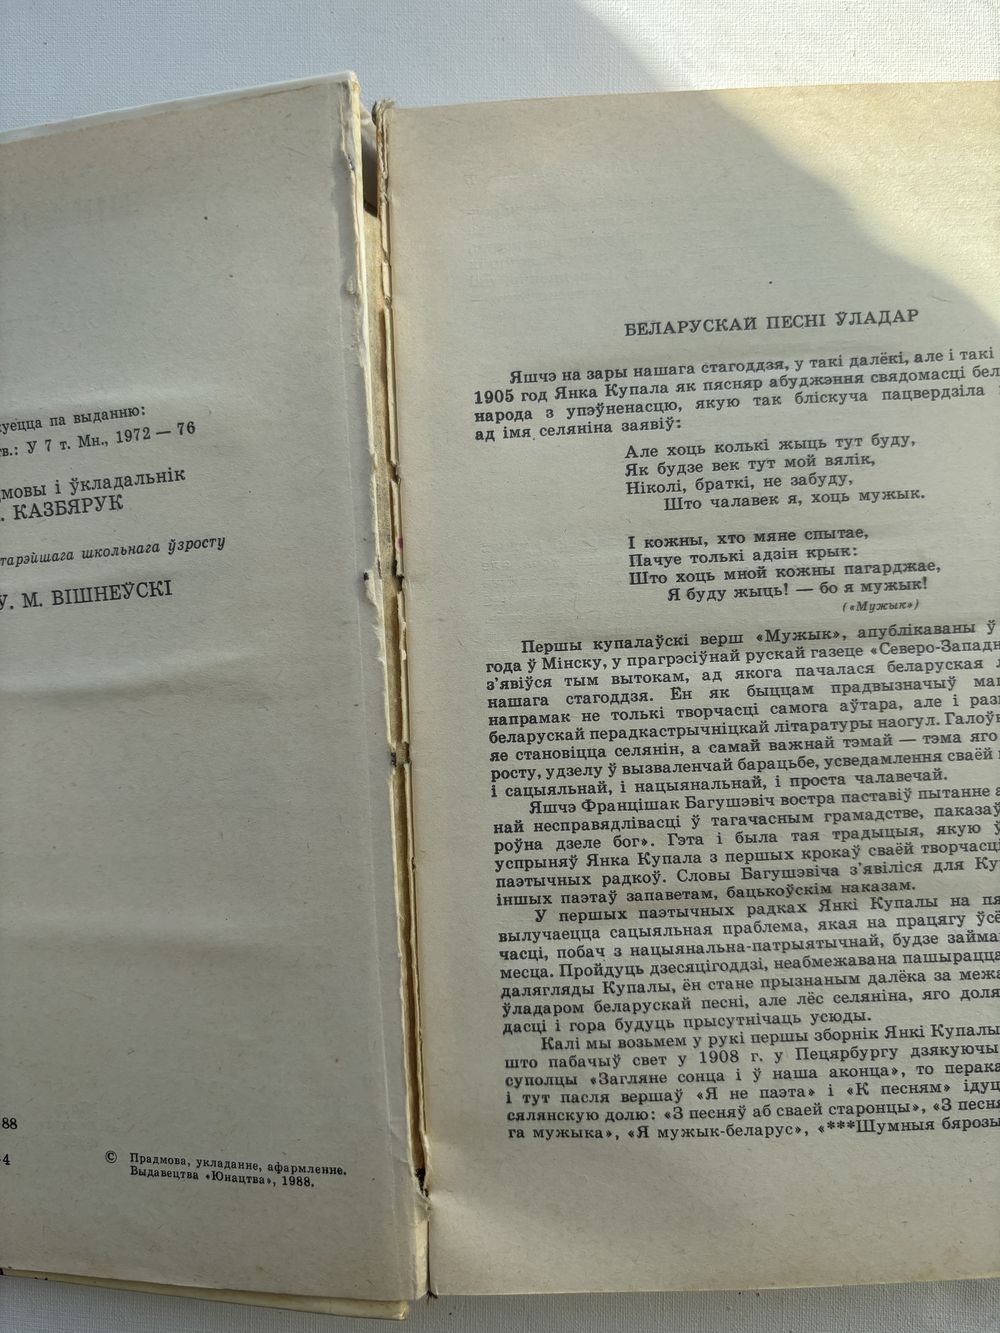 па выданню:
У 7 т. Мн., 1972 — 76
і ўкладальнік
КАЗБЯРУК
школьнага ўзросту
У. М. ВІШНЕЎСКІ
88
4
© Прадмова, укладанне, афармленне.
Выдавецтва «Юнацтва», 1988.
БЕЛАРУСКАЙ ПЕСНІ ЎЛАДАР
Яшчэ на зары нашага стагоддзя, у такі далёкі, але і такі
1905 год Янка Купала як пясняр абуджэння свядомасці бел
народа з упэўненасцю, якую так бліскуча пацвердзіла
ад імя селяніна заявіў:
Але хоць колькі жыць тут буду,
Як будзе век тут мой вялік,
Ніколі, браткі, не забуду,
Што чалавек я, хоць мужык.
І кожны, хто мяне спытае,
Пачуе толькі адзін крык:
Што хоць мной кожны пагарджае,
Я буду жыць! — бо я мужык!
(«Мужык»)
Першы купалаўскі верш «Мужык», апублікаваны ў
года ў Мінску, у прагрэсіўнай рускай газеце «Северо-Западн
з'явіўся тым вытокам, ад якога пачалася беларуская
нашага стагоддзя. Ён як быццам прадвызначыў
напрамак не толькі творчасці самога аўтара, але і
беларускай перадкастрычніцкай літаратуры наогул. Галоўн
яе становіцца селянін, а самай важнай тэмай — тэма яго
росту, удзелу ў вызваленчай барацьбе, усведамлення сваёй
і сацыяльнай, і нацыянальнай, і проста чалавечай.
Яшчэ Францішак Багушэвіч востра паставіў пытанне а
най несправядлівасці ў тагачасным грамадстве, паказаў
роўна дзеле бог». Гэта і была тая традыцыя, якую ў
успрыняў Янка Купала з першых крокаў сваёй творчасці
паэтычных радкоў. Словы Багушэвіча з'явіліся для Ку
іншых паэтаў запаветам, бацькоўскім наказам.
У першых паэтычных радках Янкі Купалы на пя
вылучаецца сацыяльная праблема, якая на працягу ўсё
часці, побач з нацыянальна-патрыятычнай, будзе займа
месца. Пройдуць дзесяцігоддзі, неабмежавана пашырацца
далягляды Купалы, ён стане прызнаным далёка за межа
ўладаром беларускай песні, але лёс селяніна, яго доля
дасці і гора будуць прысутнічаць усюды.
Калі мы возьмем у рукі першы зборнік Янкі Купалы
што пабачыў свет у 1908 г. у Пецярбургу дзякуючы
суполцы «Загляне сонца і ў наша аконца», то перака
і тут пасля вершаў «Я не паэта» і «К песням» ідуц
сялянскую долю: «З песняў аб сваей старонцы», «З песня
га мужыка», «Я мужык-беларус», «***Шумныя бярозы